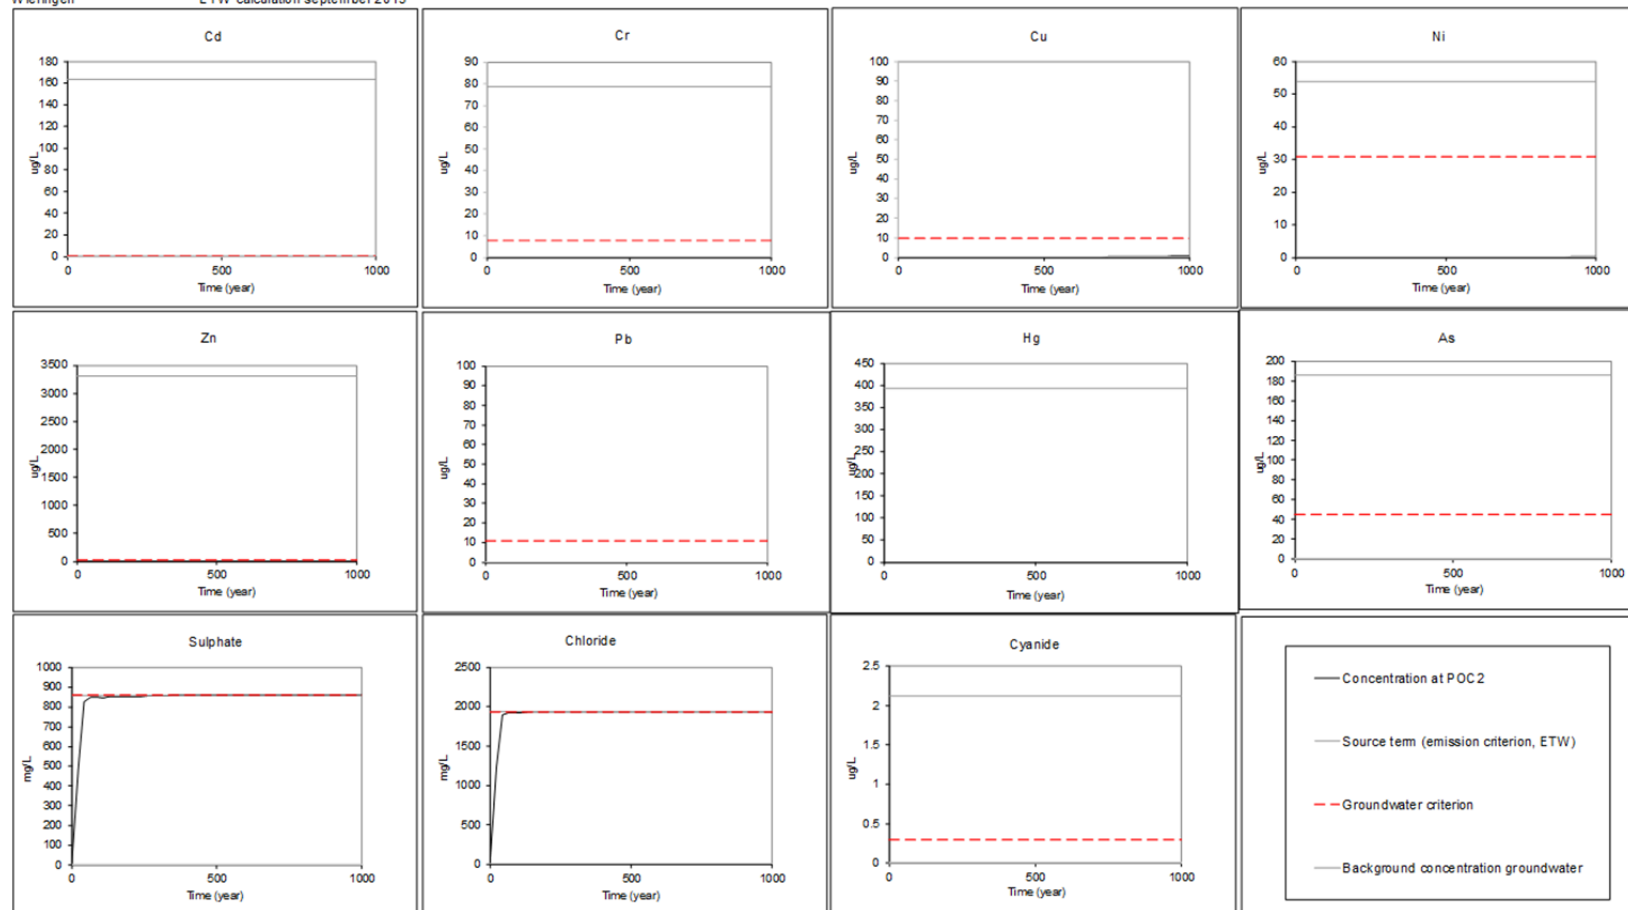 Wieringen ETW calculation september 2015
Cd
180
160
140
120
100
80
60
40
20
0
ug/L
0 500 1000
Time (year)
Cr
90
80
70
60
50
40
30
20
10
0
ug/L
0 500 1000
Time (year)
Cu
100
90
80
70
60
50
40
30
20
10
0
ug/L
0 500 1000
Time (year)
Ni
60
50
40
30
20
10
0
ug/L
0 500 1000
Time (year)
Zn
3500
3000
2500
2000
1500
1000
500
0
ug/L
0 500 1000
Time (year)
Pb
100
90
80
70
60
50
40
30
20
10
0
ug/L
0 500 1000
Time (year)
Hg
450
400
350
300
250
200
150
100
50
0
ug/L
0 500 1000
Time (year)
As
200
180
160
140
120
100
80
60
40
20
0
ug/L
0 500 1000
Time (year)
Sulphate
1000
900
800
700
600
500
400
300
200
100
0
mg/L
0 500 1000
Time (year)
Chloride
2500
2000
1500
1000
500
0
mg/L
0 500 1000
Time (year)
Cyanide
2.5
2
1.5
1
0.5
0
ug/L
0 500 1000
Time (year)
Concentration at POC2
Source term (emission criterion, ETW)
Groundwater criterion
Background concentration groundwater